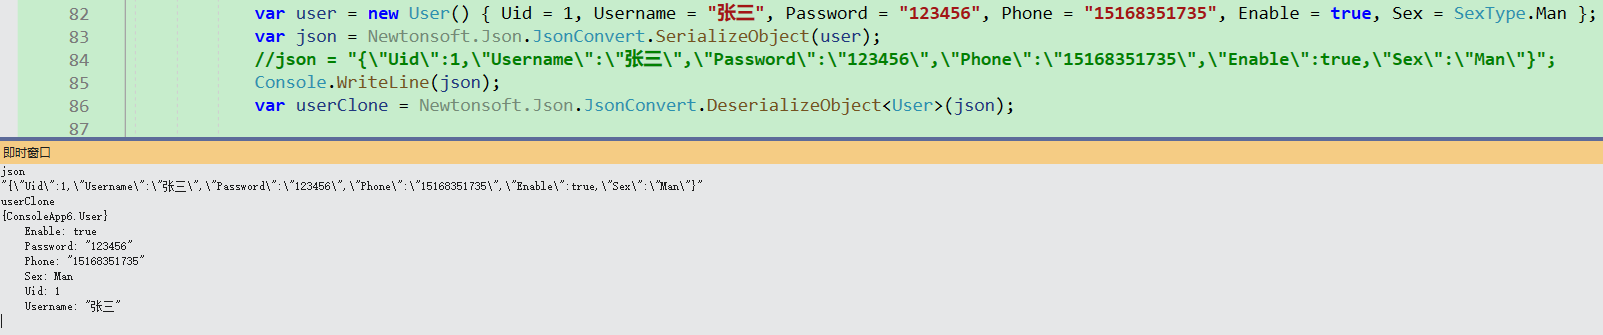 82 var user = new User() { Uid = 1, Username = "张三", Password = "123456", Phone = "15168351735", Enable = true, Sex = SexType.Man };
83 var json = Newtonsoft.Json.JsonConvert.SerializeObject(user);
84 //json = "{\"Uid\":1,\"Username\":\"张三\",\"Password\":\"123456\",\"Phone\":\"15168351735\",\"Enable\":true,\"Sex\":\"Man\"}";
85 Console.WriteLine(json);
86 var userClone = Newtonsoft.Json.JsonConvert.DeserializeObject<User>(json);
87
即时窗口
json
"{\"Uid\":1,\"Username\":\"张三\",\"Password\":\"123456\",\"Phone\":\"15168351735\",\"Enable\":true,\"Sex\":\"Man\"}"
userClone
{ConsoleApp6.User}
    Enable: true
    Password: "123456"
    Phone: "15168351735"
    Sex: Man
    Uid: 1
    Username: "张三"